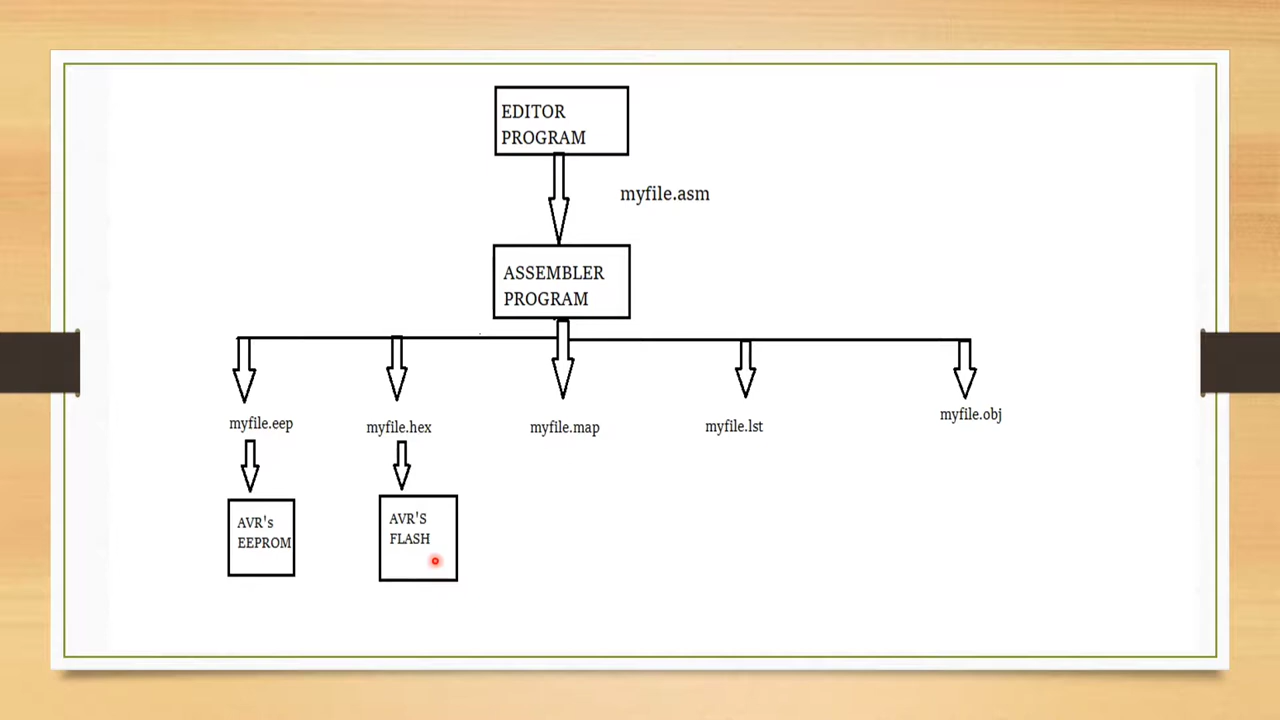 EDITOR
PROGRAM
myfile.asm
ASSEMBLER
PROGRAM
myfile.eep
myfile.hex
myfile.map
myfile.lst
myfile.obj
AVR's
EEPROM
AVR'S
FLASH